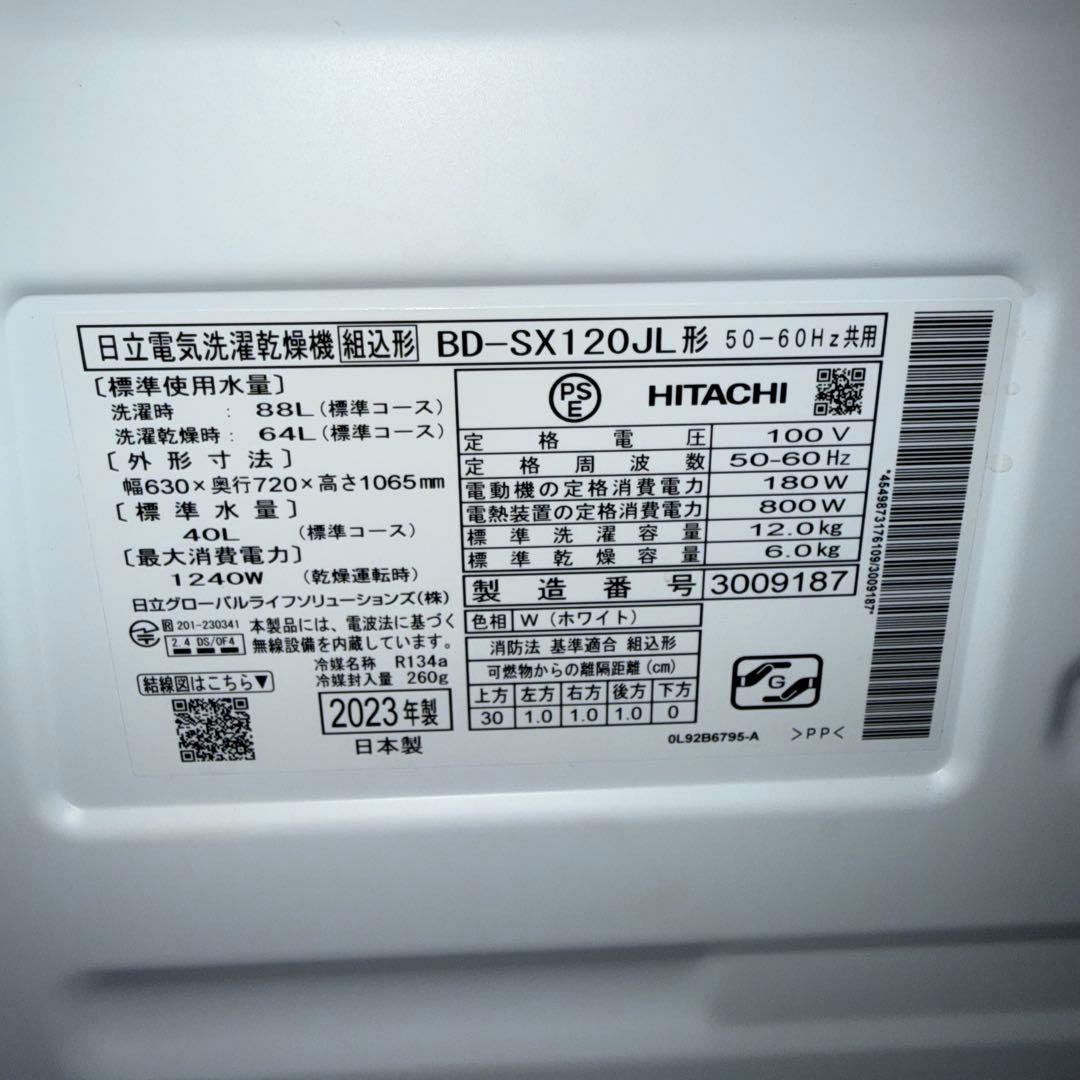 日立電気洗濯乾燥機 組込形 BD-SX120JL形 50-60Hz共用
〔標準使用水量〕
洗濯時 : 88L(標準コース)
洗濯乾燥時: 64L(標準コース)
〔外形寸法〕
幅630×奥行720×高さ1065mm
〔標準水量〕
40L (標準コース)
〔最大消費電力〕
1240W (乾燥運転時)
日立グローバルライフソリューションズ(株)
R 201-230341
2.4 DS/OF4
本製品には、電波法に基づく
無線設備を内蔵しています。
冷媒名称 R134a
冷媒封入量 260g
結線図はこちら▼
2023年製
日本製
PS
E
HITACHI
定格電圧 100V
定格周波数 50-60Hz
電動機の定格消費電力 180W
電熱装置の定格消費電力 800W
標準洗濯容量 12.0kg
標準乾燥容量 6.0kg
製造番号 3009187
色相 W(ホワイト)
消防法 基準適合 組込形
可燃物からの離隔距離(cm)
上方 左方 右方 後方 下方
30 1.0 1.0 1.0 0
G
0L92B6795-A >PP<
*4549873176109/3009187*